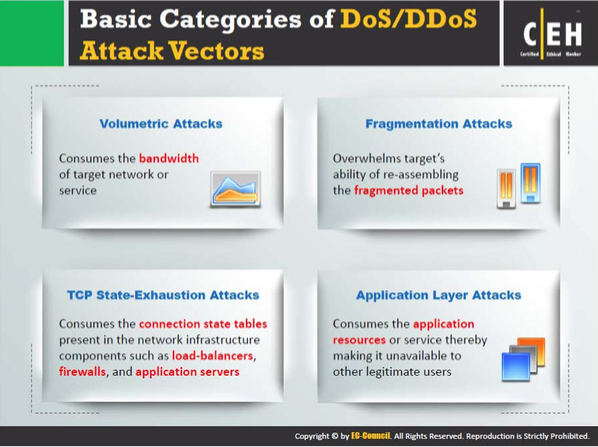 Basic Categories of DoS/DDoS
Attack Vectors
C|EH
Certified Ethical Hacker
Volumetric Attacks
Consumes the bandwidth
of target network or
service
Fragmentation Attacks
Overwhelms target's
ability of re-assembling
the fragmented packets
TCP State-Exhaustion Attacks
Consumes the connection state tables
present in the network infrastructure
components such as load-balancers,
firewalls, and application servers
Application Layer Attacks
Consumes the application
resources or service thereby
making it unavailable to
other legitimate users
Copyright © by EC-Council. All Rights Reserved. Reproduction is Strictly Prohibited.